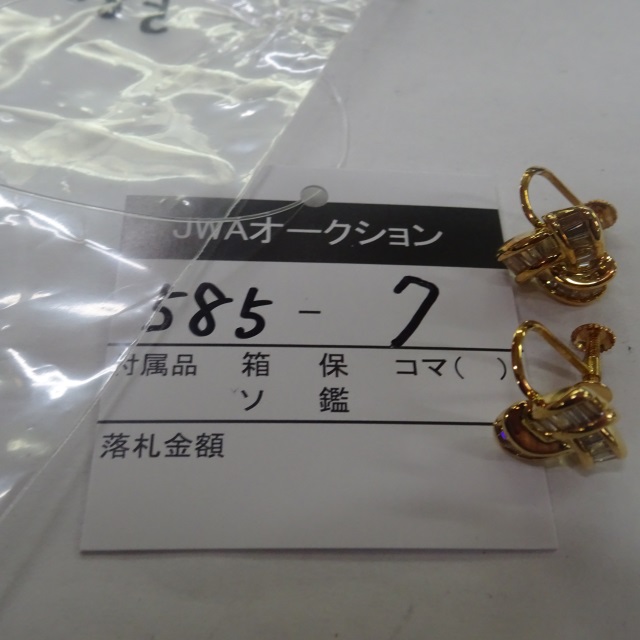 JWAオークション
585-7
付属品 箱 保 コマ( )
ソ 鑑
落札金額